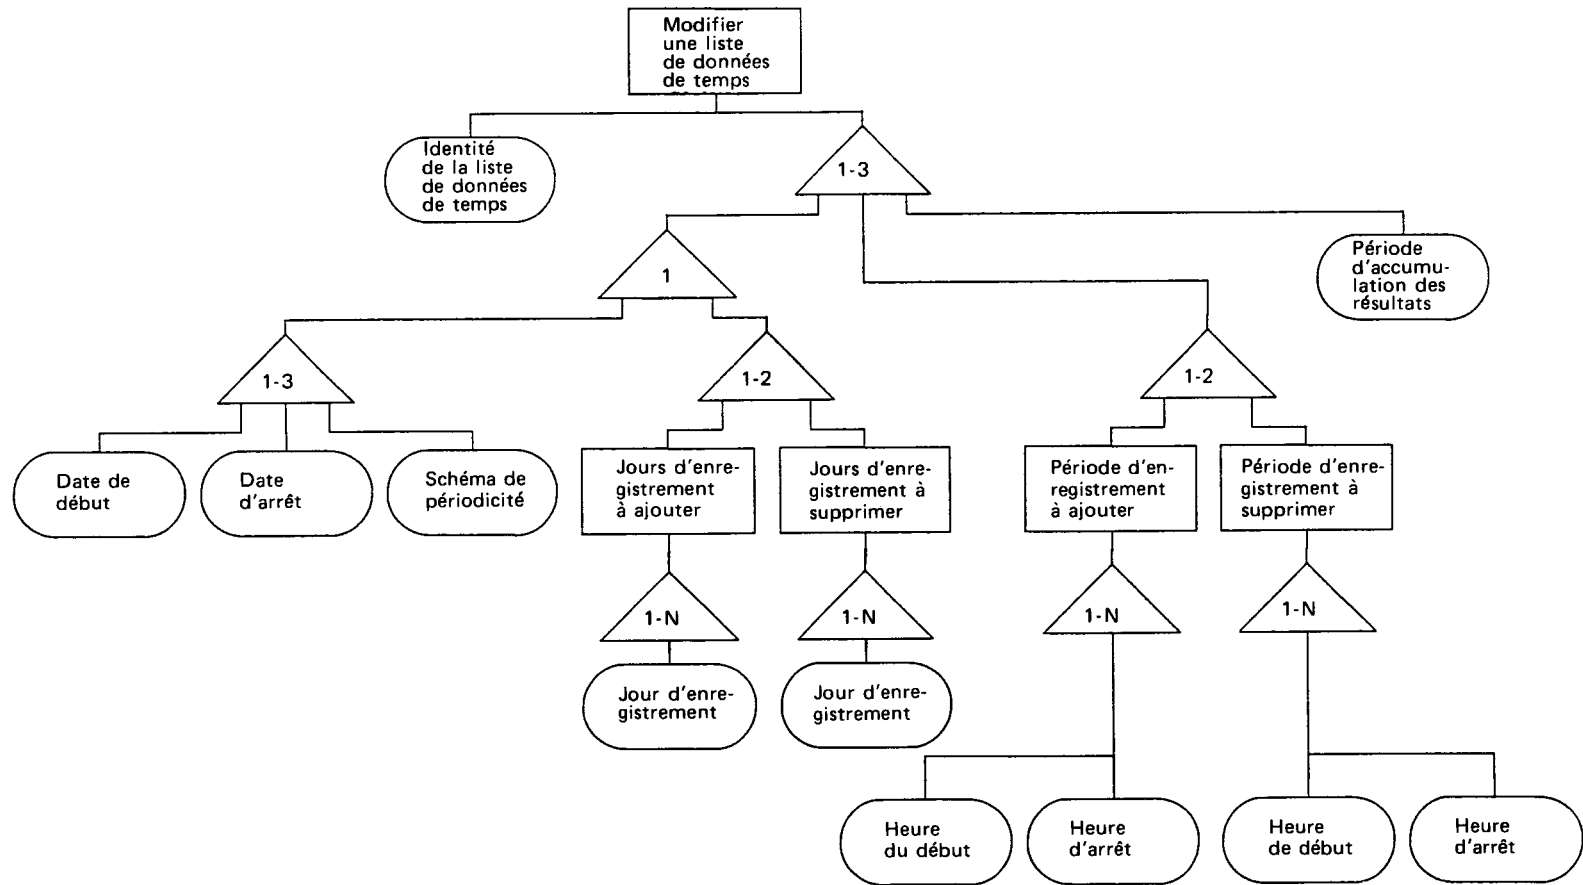 Modifier
une liste
de données
de temps
Identité
de la liste
de données
de temps
1-3
Période
d'accumu-
lation des
résultats
1
1-3
1-2
1-2
Date de
début
Date
d'arrêt
Schéma de
périodicité
Jours d'enre-
gistrement
à ajouter
Jours d'enre-
gistrement à
supprimer
Période d'en-
registrement
à ajouter
Période d'enre-
gistrement à
supprimer
1-N
1-N
1-N
1-N
Jour d'enre-
gistrement
Jour d'enre-
gistrement
Heure
du début
Heure
d'arrêt
Heure
de début
Heure
d'arrêt